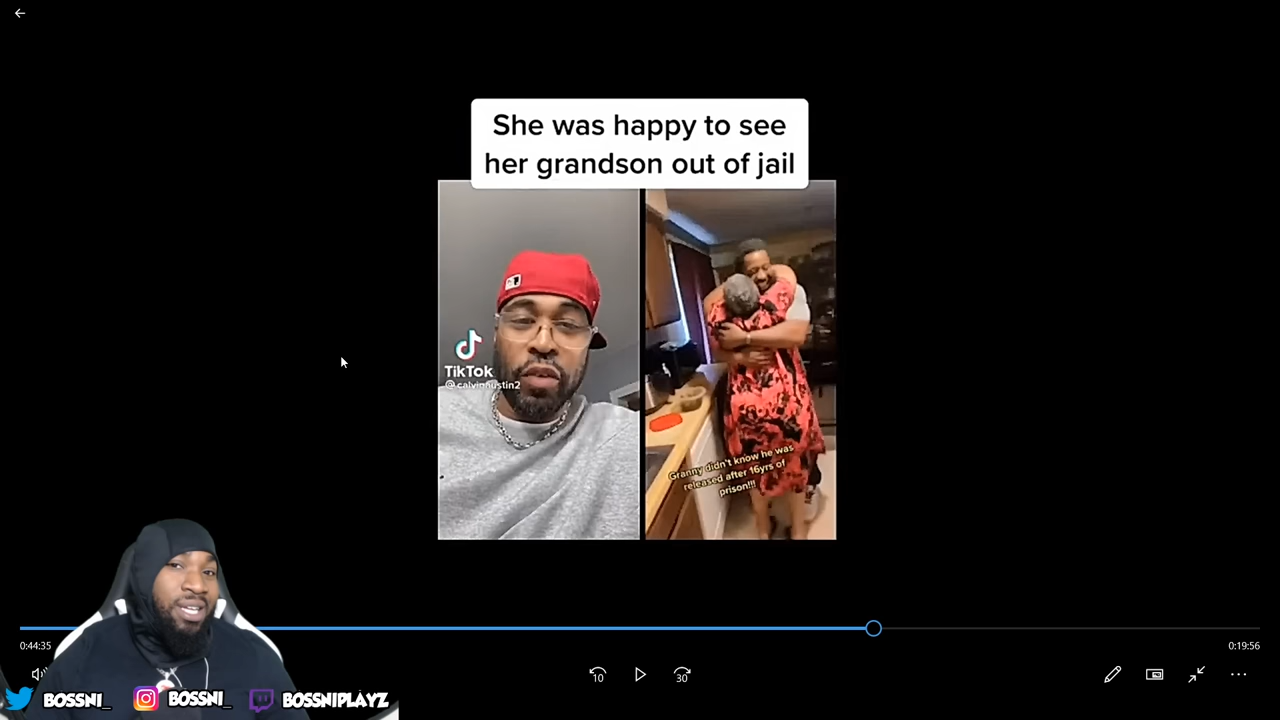 She was happy to see
her grandson out of jail
TikTok
@calvinaustin2
Granny didn't know he was
released after 16yrs of
prison!!!
0:44:35
0:19:56
10
30
BOSSNI_
BOSSNI_
BOSSNIPLAYZ